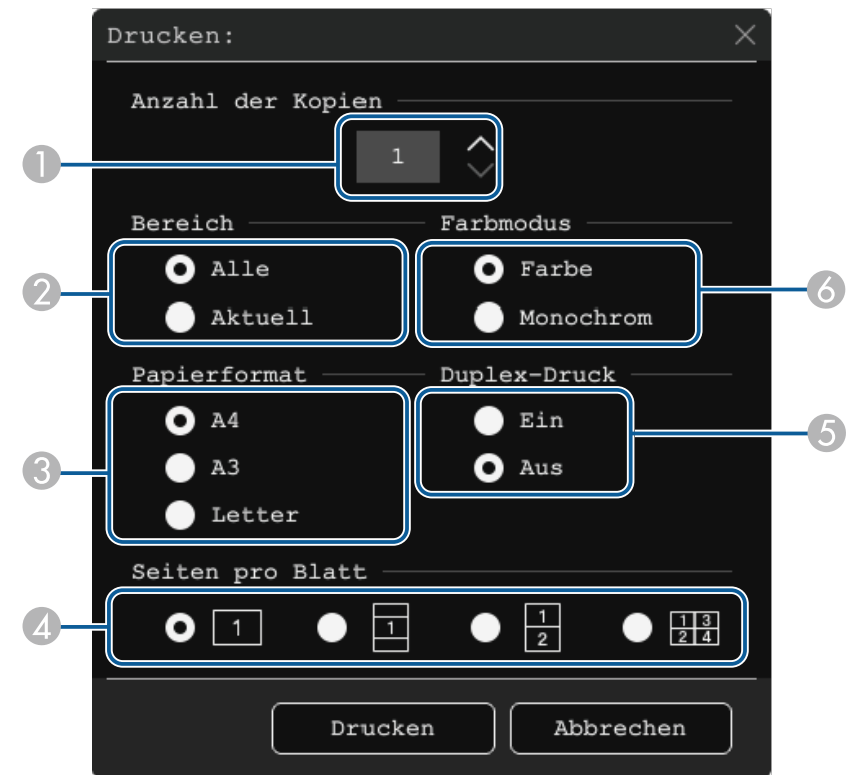 Drucken:
Anzahl der Kopien
1
1
Bereich
Farbmodus
2
Alle
Aktuell
Farbe
Monochrom
6
Papierformat
Duplex-Druck
3
A4
A3
Letter
Ein
Aus
5
Seiten pro Blatt
4
1
1
1
2
1 3
2 4
Drucken
Abbrechen